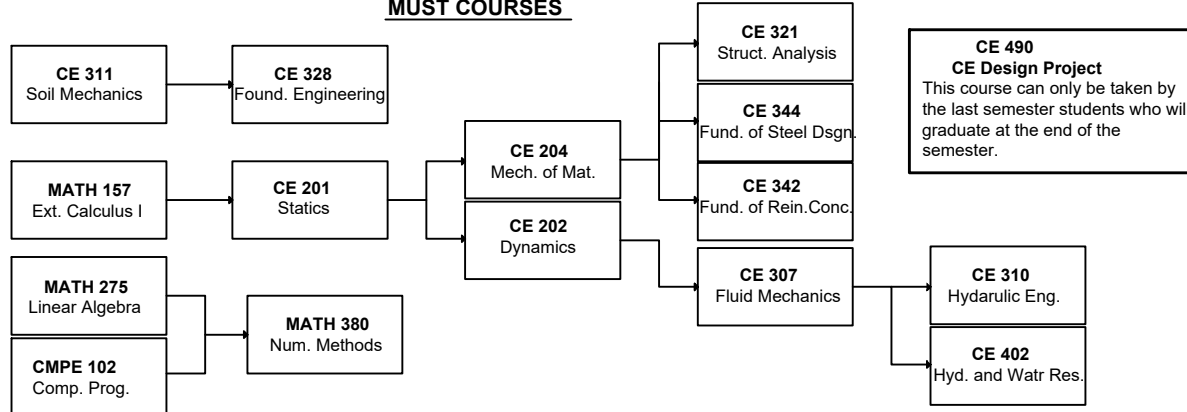 MUST COURSES
CE 311
Soil Mechanics
CE 328
Found. Engineering
MATH 157
Ext. Calculus I
CE 201
Statics
CE 204
Mech. of Mat.
CE 202
Dynamics
CE 321
Struct. Analysis
CE 344
Fund. of Steel Dsgn.
CE 342
Fund. of Rein.Conc.
CE 307
Fluid Mechanics
CE 310
Hydarulic Eng.
CE 402
Hyd. and Watr Res.
MATH 275
Linear Algebra
CMPE 102
Comp. Prog.
MATH 380
Num. Methods
CE 490
CE Design Project
This course can only be taken by
the last semester students who wil
graduate at the end of the
semester.